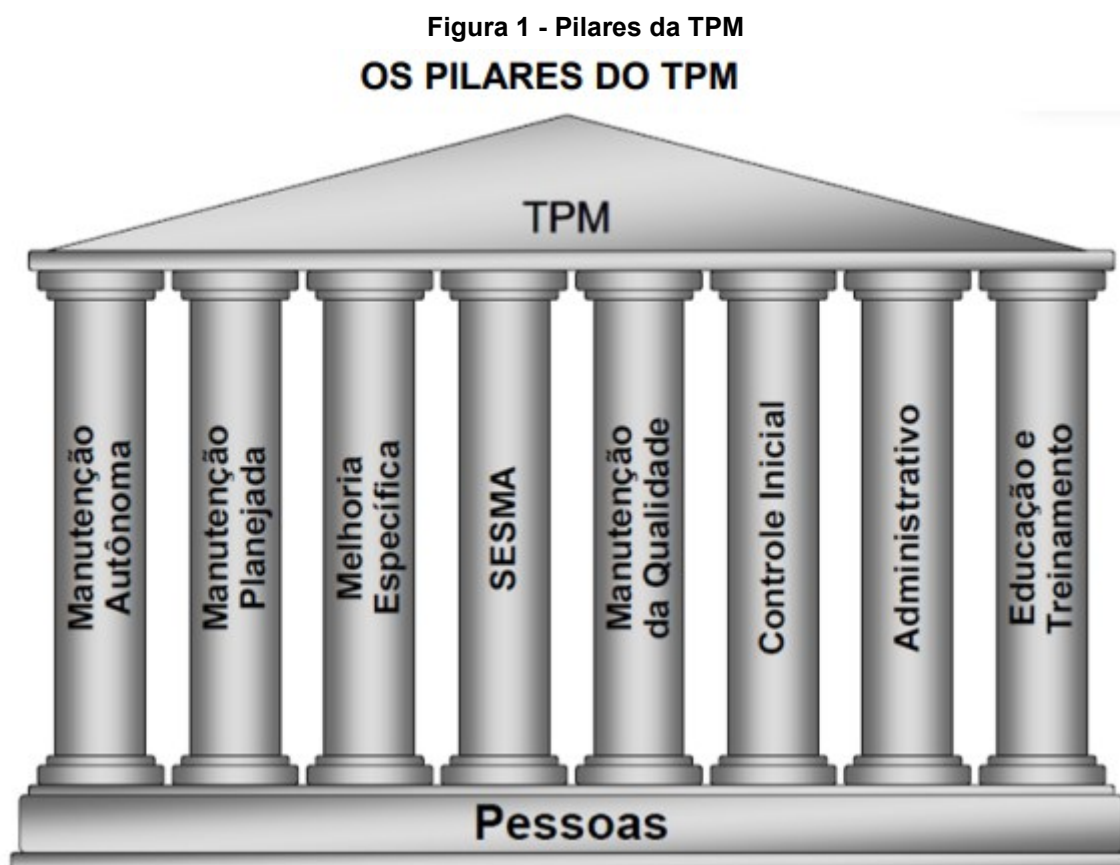 Figura 1 - Pilares da TPM
OS PILARES DO TPM
TPM
Manutenção
Autônoma
Manutenção
Planejada
Melhoria
Específica
SESMA
Manutenção
da Qualidade
Controle Inicial
Administrativo
Educação e
Treinamento
Pessoas